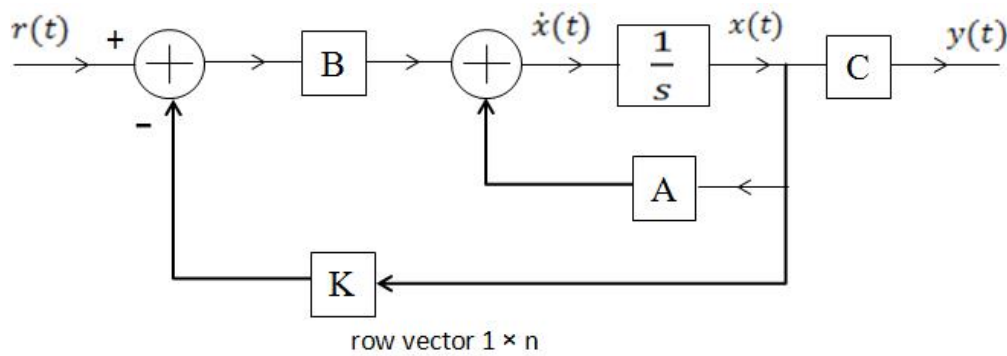 r(t)
+
-
B
ẋ(t)
1
s
x(t)
C
y(t)
A
K
row vector 1 × n